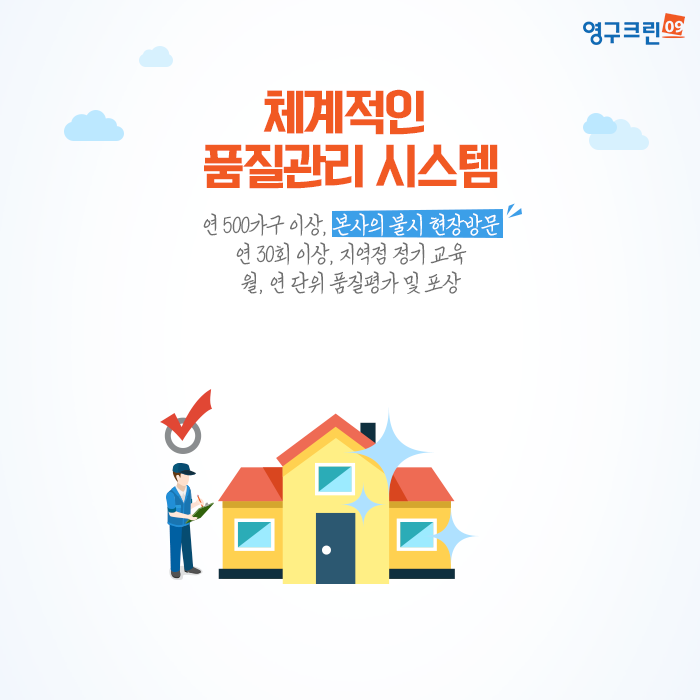 영구크린09
체계적인
품질관리 시스템
연 500가구 이상, 본사의 불시 현장방문
연 30회 이상, 지역점 정기 교육
월, 연 단위 품질평가 및 포상